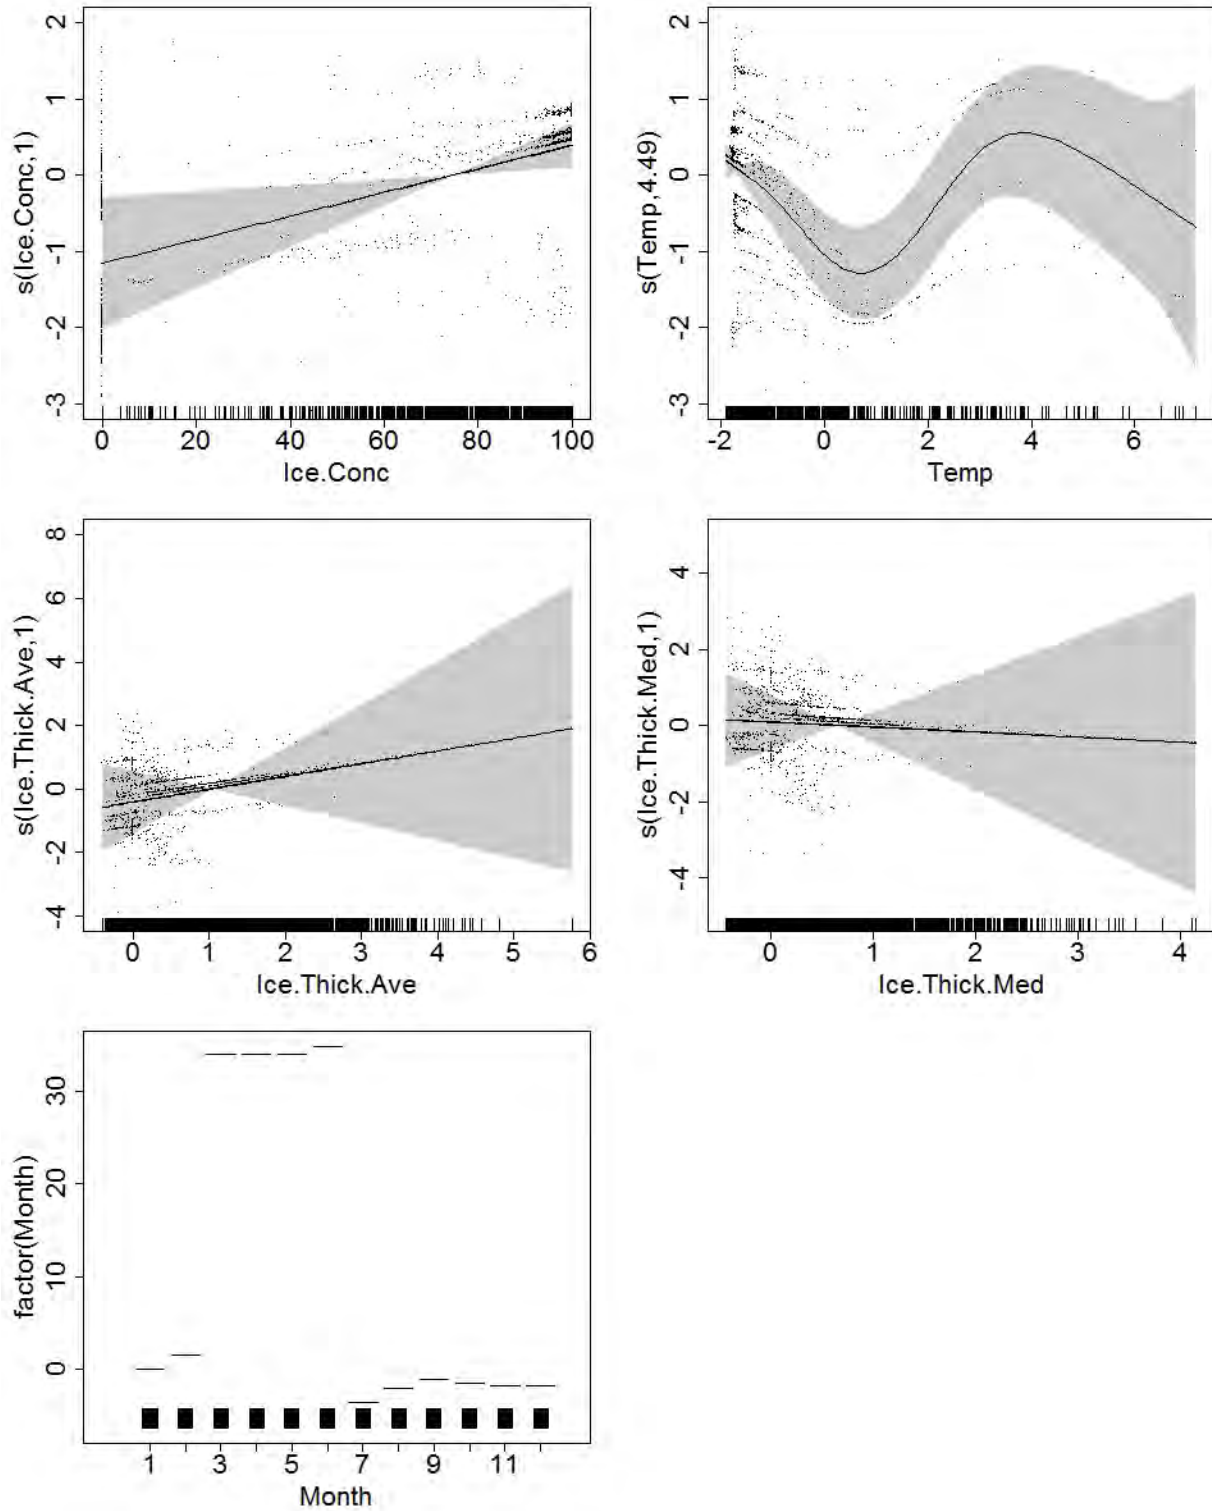 s(Ice.Conc,1)
2
1
0
-1
-2
-3
0 20 40 60 80 100
Ice.Conc
s(Temp,4.49)
2
1
0
-1
-2
-3
-2 0 2 4 6
Temp
s(Ice.Thick.Ave,1)
8
6
4
2
0
-2
-4
0 1 2 3 4 5 6
Ice.Thick.Ave
s(Ice.Thick.Med,1)
4
2
0
-2
-4
0 1 2 3 4
Ice.Thick.Med
factor(Month)
30
20
10
0
1 3 5 7 9 11
Month